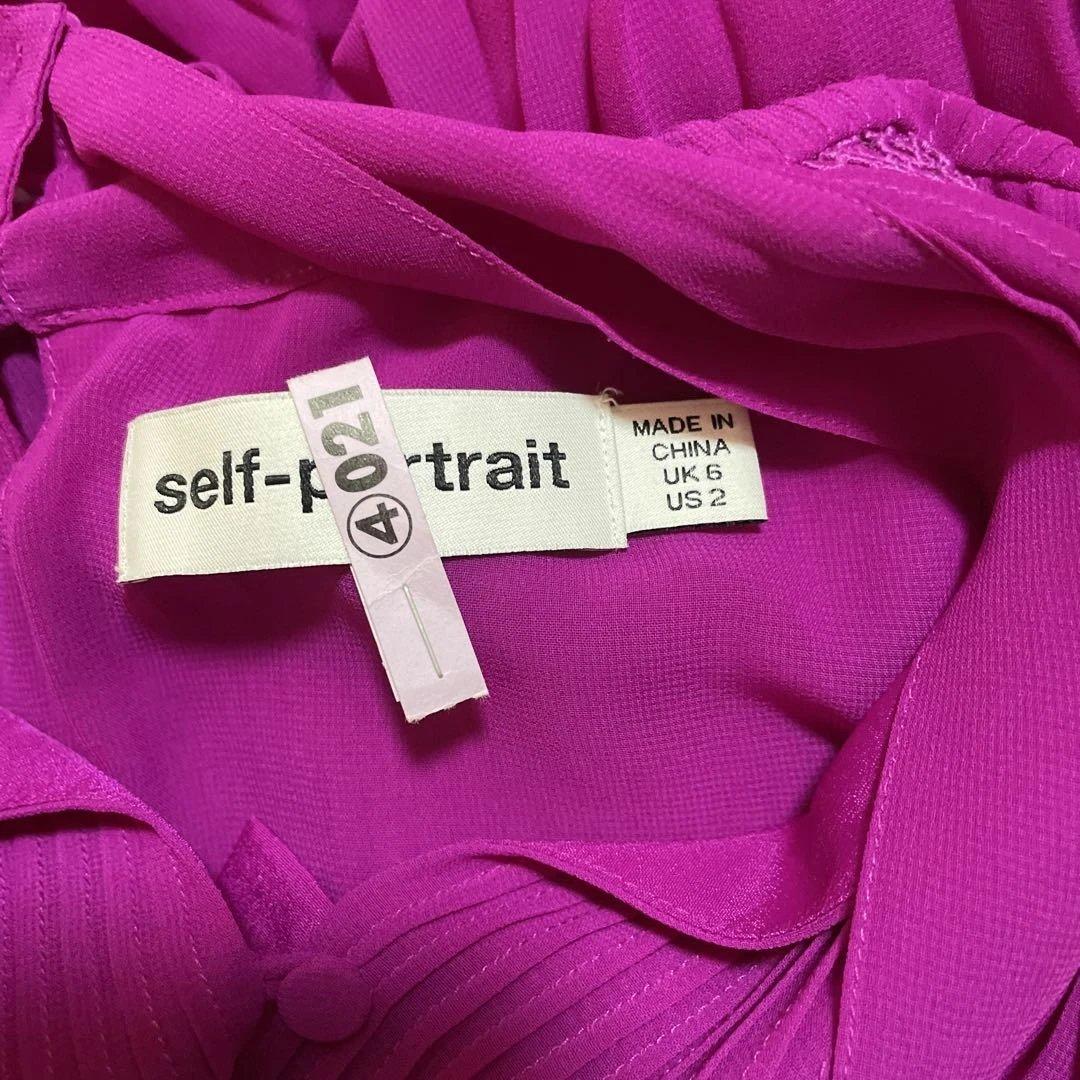 self-p rtrait
④021
MADE IN
CHINA
UK 6
US 2